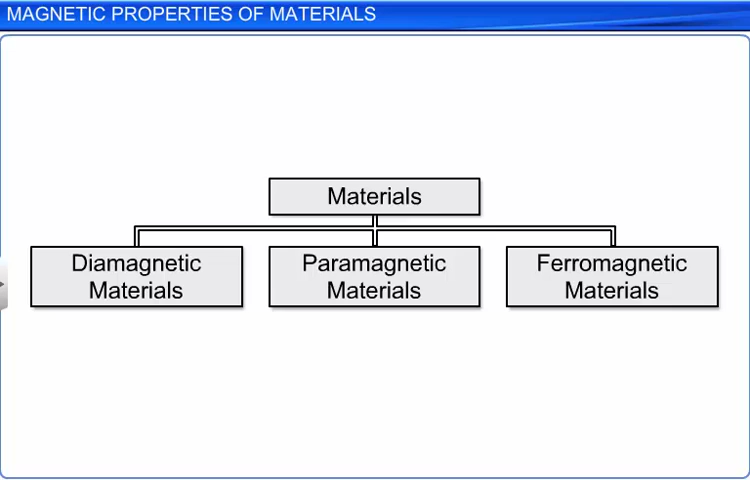 MAGNETIC PROPERTIES OF MATERIALS
Materials
Diamagnetic
Materials
Paramagnetic
Materials
Ferromagnetic
Materials